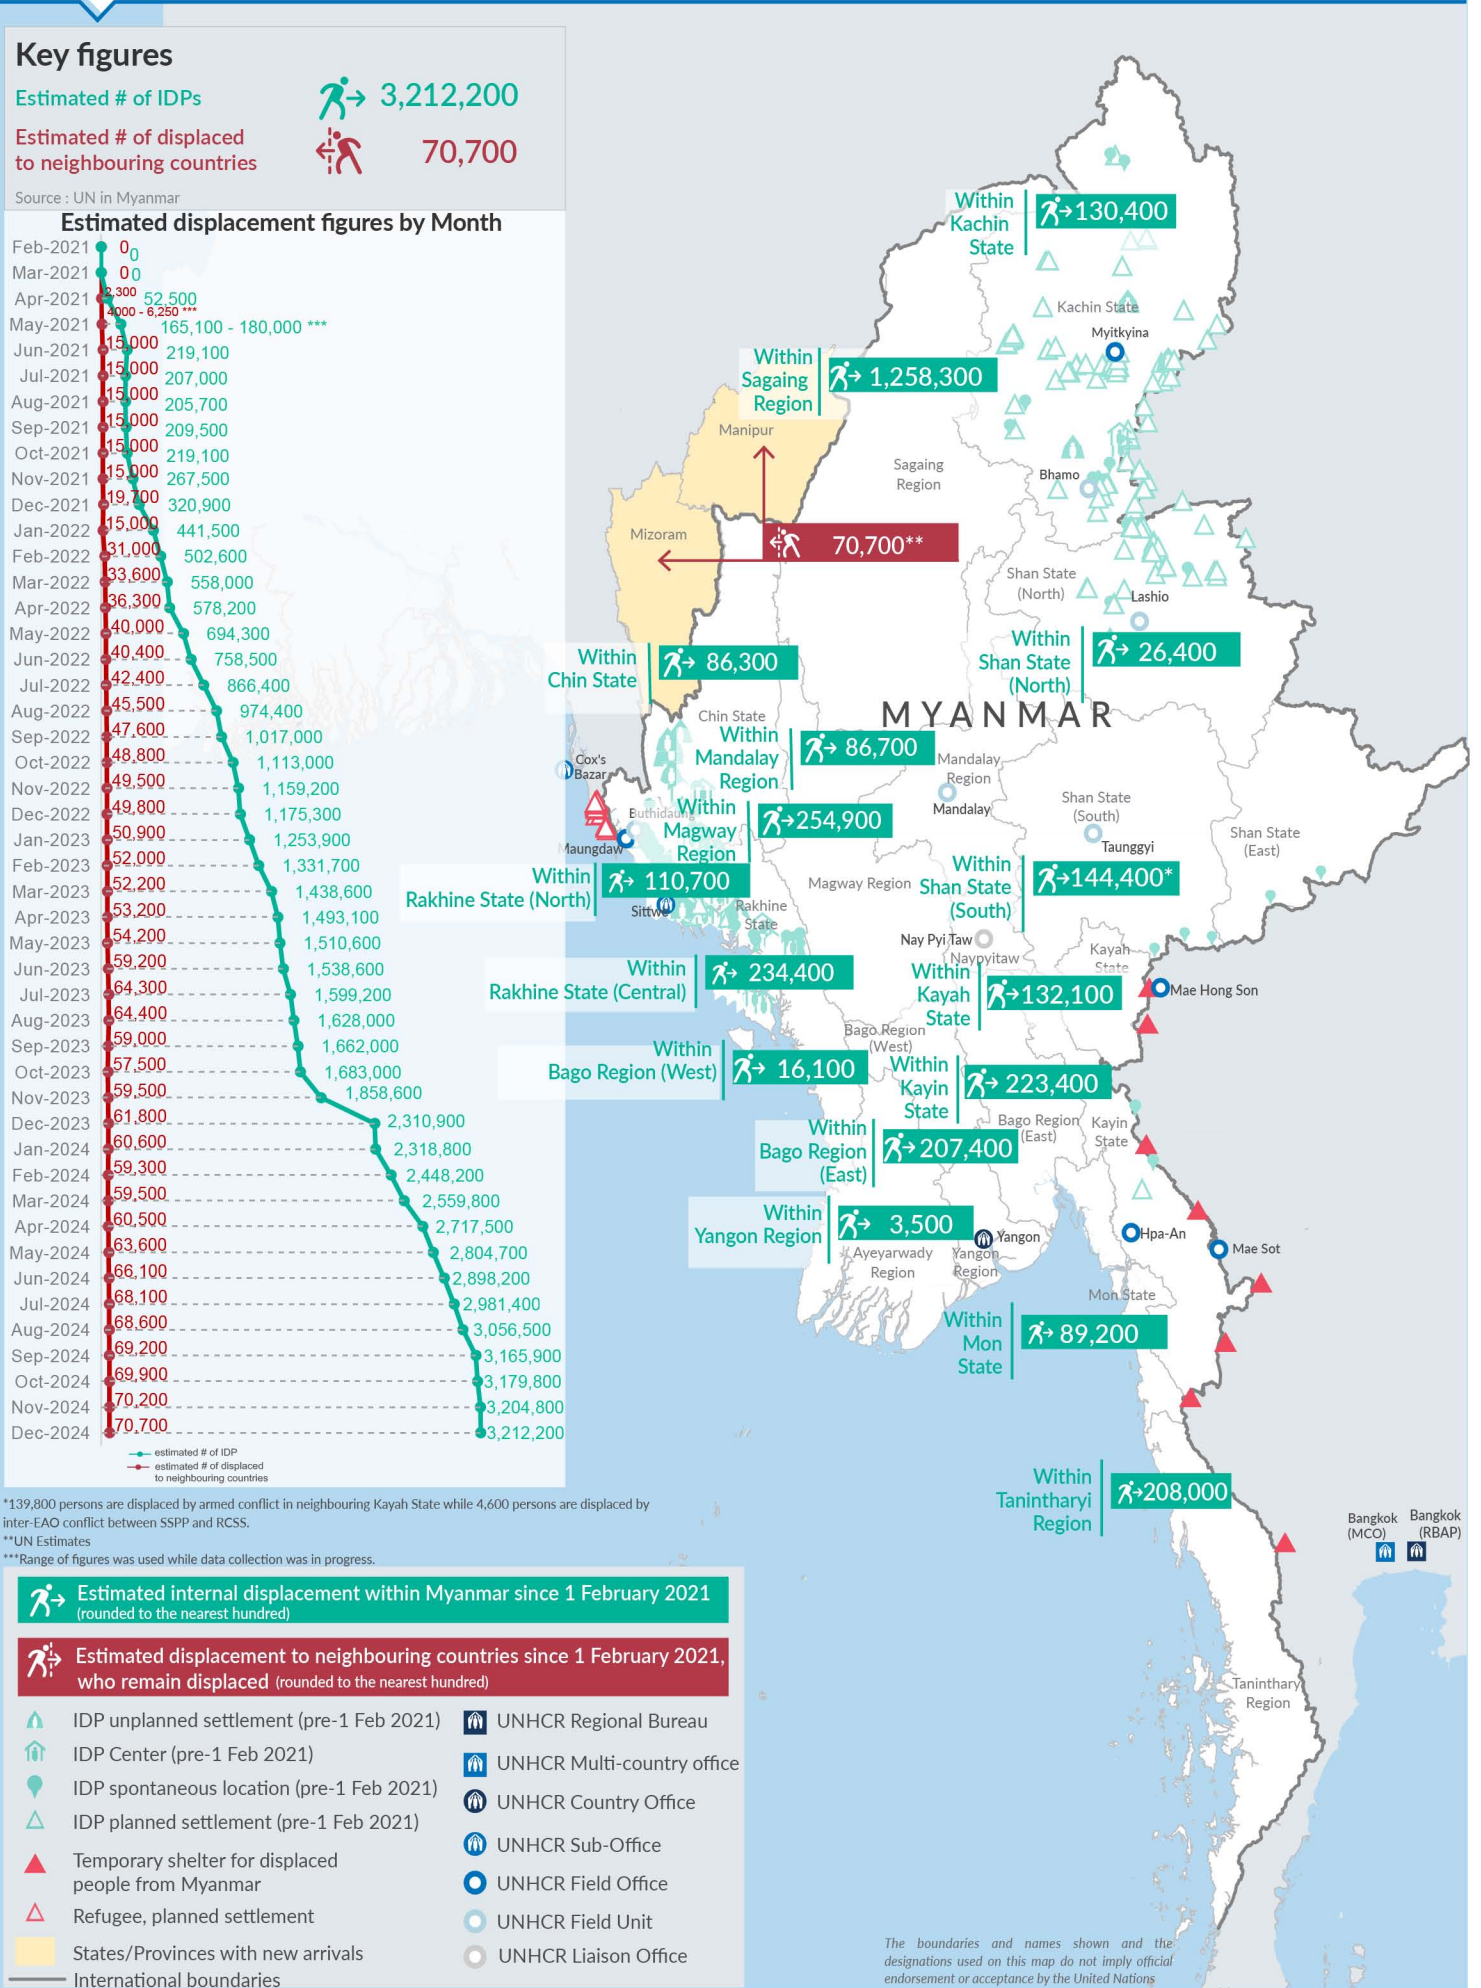 Key figures
Estimated # of IDPs
3,212,200
Estimated # of displaced
to neighbouring countries
70,700
Source : UN in Myanmar
Estimated displacement figures by Month
Feb-2021 0 0
Mar-2021 0 0
Apr-2021 2,300 52,500
May-2021 4000 - 6,250 *** 165,100 - 180,000 ***
Jun-2021 15,000 219,100
Jul-2021 15,000 207,000
Aug-2021 15,000 205,700
Sep-2021 15,000 209,500
Oct-2021 15,000 219,100
Nov-2021 15,000 267,500
Dec-2021 19,700 320,900
Jan-2022 15,000 441,500
Feb-2022 31,000 502,600
Mar-2022 33,600 558,000
Apr-2022 36,300 578,200
May-2022 40,000 694,300
Jun-2022 40,400 758,500
Jul-2022 42,400 866,400
Aug-2022 45,500 974,400
Sep-2022 47,600 1,017,000
Oct-2022 48,800 1,113,000
Nov-2022 49,500 1,159,200
Dec-2022 49,800 1,175,300
Jan-2023 50,900 1,253,900
Feb-2023 52,000 1,331,700
Mar-2023 52,200 1,438,600
Apr-2023 53,200 1,493,100
May-2023 54,200 1,510,600
Jun-2023 59,200 1,538,600
Jul-2023 64,300 1,599,200
Aug-2023 64,400 1,628,000
Sep-2023 59,000 1,662,000
Oct-2023 57,500 1,683,000
Nov-2023 59,500 1,858,600
Dec-2023 61,800 2,310,900
Jan-2024 60,600 2,318,800
Feb-2024 59,300 2,448,200
Mar-2024 59,500 2,559,800
Apr-2024 60,500 2,717,500
May-2024 63,600 2,804,700
Jun-2024 66,100 2,898,200
Jul-2024 68,100 2,981,400
Aug-2024 68,600 3,056,500
Sep-2024 69,200 3,165,900
Oct-2024 69,900 3,179,800
Nov-2024 70,200 3,204,800
Dec-2024 70,700 3,212,200
estimated # of IDP
estimated # of displaced
to neighbouring countries
*139,800 persons are displaced by armed conflict in neighbouring Kayah State while 4,600 persons are displaced by
inter-EAO conflict between SSPP and RCSS.
**UN Estimates
***Range of figures was used while data collection was in progress.
Estimated internal displacement within Myanmar since 1 February 2021
(rounded to the nearest hundred)
Estimated displacement to neighbouring countries since 1 February 2021,
who remain displaced (rounded to the nearest hundred)
IDP unplanned settlement (pre-1 Feb 2021)
IDP Center (pre-1 Feb 2021)
IDP spontaneous location (pre-1 Feb 2021)
IDP planned settlement (pre-1 Feb 2021)
Temporary shelter for displaced
people from Myanmar
Refugee, planned settlement
States/Provinces with new arrivals
International boundaries
UNHCR Regional Bureau
UNHCR Multi-country office
UNHCR Country Office
UNHCR Sub-Office
UNHCR Field Office
UNHCR Field Unit
UNHCR Liaison Office
Within
Kachin
State
130,400
Kachin State
Myitkyina
Within
Sagaing
Region
1,258,300
Manipur
Sagaing
Region
Bhamo
Mizoram
70,700**
Shan State
(North)
Lashio
Within
Chin State
86,300
Within
Shan State
(North)
26,400
MYANMAR
Chin State
Within
Mandalay
Region
86,700
Mandalay
Region
Mandalay
Cox's
Bazar
Buthidaung
Maungdaw
Within
Magway
Region
254,900
Shan State
(South)
Taunggyi
Shan State
(East)
Within
Rakhine State (North)
110,700
Sittwe
Rakhine
State
Magway Region
Within
Shan State
(South)
144,400*
Nay Pyi Taw
Naypyitaw
Kayah
State
Within
Rakhine State (Central)
234,400
Within
Kayah
State
132,100
Mae Hong Son
Bago Region
(West)
Within
Bago Region (West)
16,100
Within
Kayin
State
223,400
Bago Region
(East)
Kayin
State
Within
Bago Region
(East)
207,400
Within
Yangon Region
3,500
Yangon
Ayeyarwady
Region
Yangon
Region
Hpa-An
Mae Sot
Mon State
Within
Mon
State
89,200
Within
Tanintharyi
Region
208,000
Bangkok
(MCO)
Bangkok
(RBAP)
Taninthary
Region
The boundaries and names shown and the
designations used on this map do not imply official
endorsement or acceptance by the United Nations